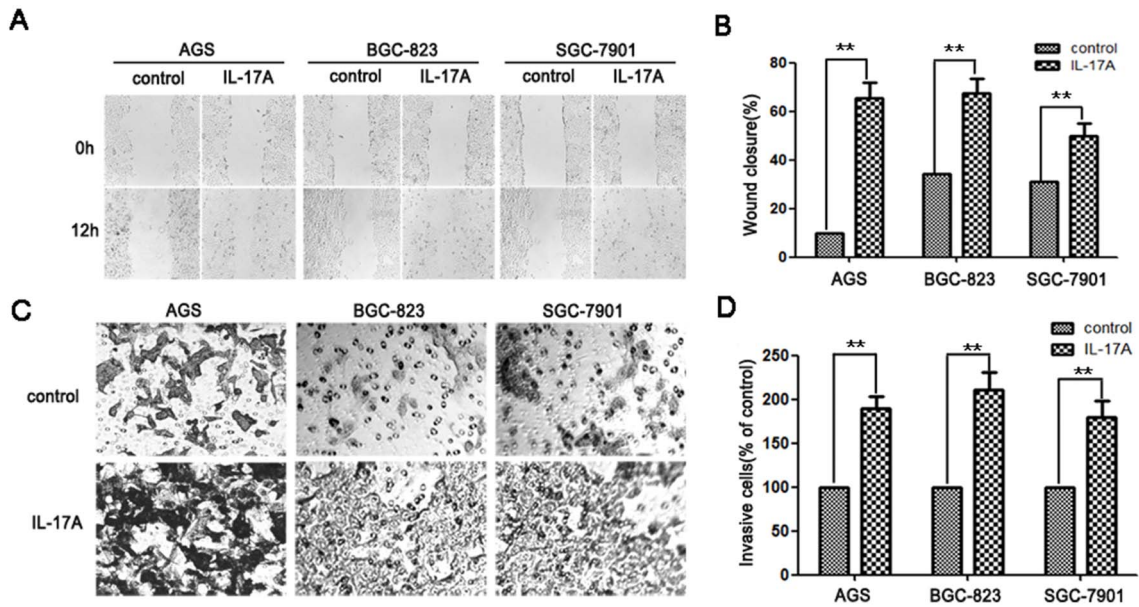 A
AGS BGC-823 SGC-7901
control IL-17A control IL-17A control IL-17A
0h
12h
B
control
IL-17A
** ** **
Wound closure(%)
80
60
40
20
0
AGS BGC-823 SGC-7901
C
AGS BGC-823 SGC-7901
control
IL-17A
D
control
IL-17A
** ** **
Invasive cells(% of control)
250
200
150
100
50
0
AGS BGC-823 SGC-7901